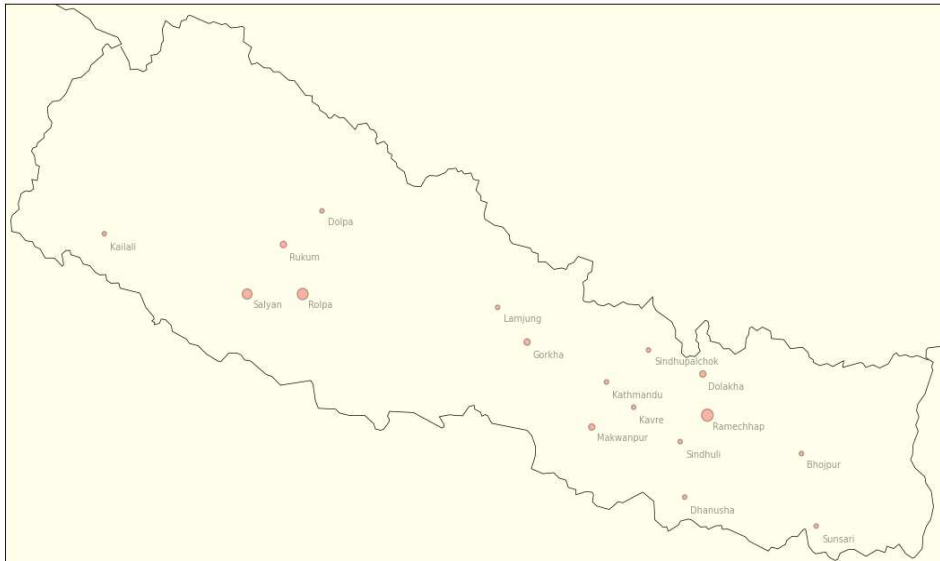 Dolpa
Kailali
Rukum
Salyan
Rolpa
Lamjung
Gorkha
Sindhupalchok
Dolakha
Kathmandu
Kavre
Ramechhap
Makwanpur
Sindhuli
Bhojpur
Dhanusha
Sunsari